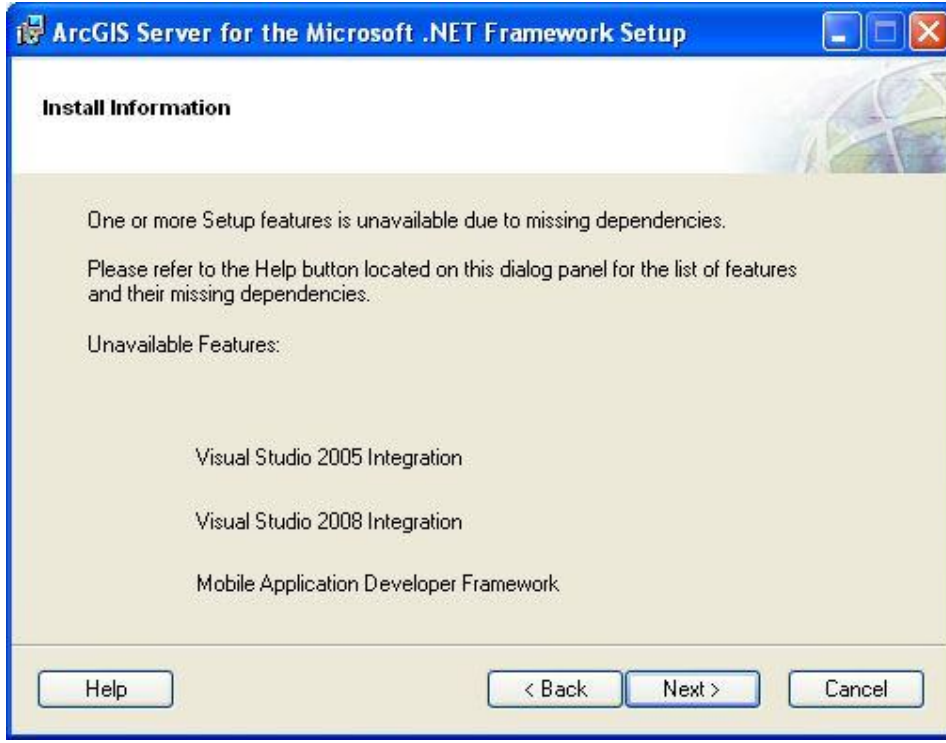 ArcGIS Server for the Microsoft .NET Framework Setup
Install Information
One or more Setup features is unavailable due to missing dependencies.
Please refer to the Help button located on this dialog panel for the list of features
and their missing dependencies.
Unavailable Features:
Visual Studio 2005 Integration
Visual Studio 2008 Integration
Mobile Application Developer Framework
Help
< Back
Next >
Cancel